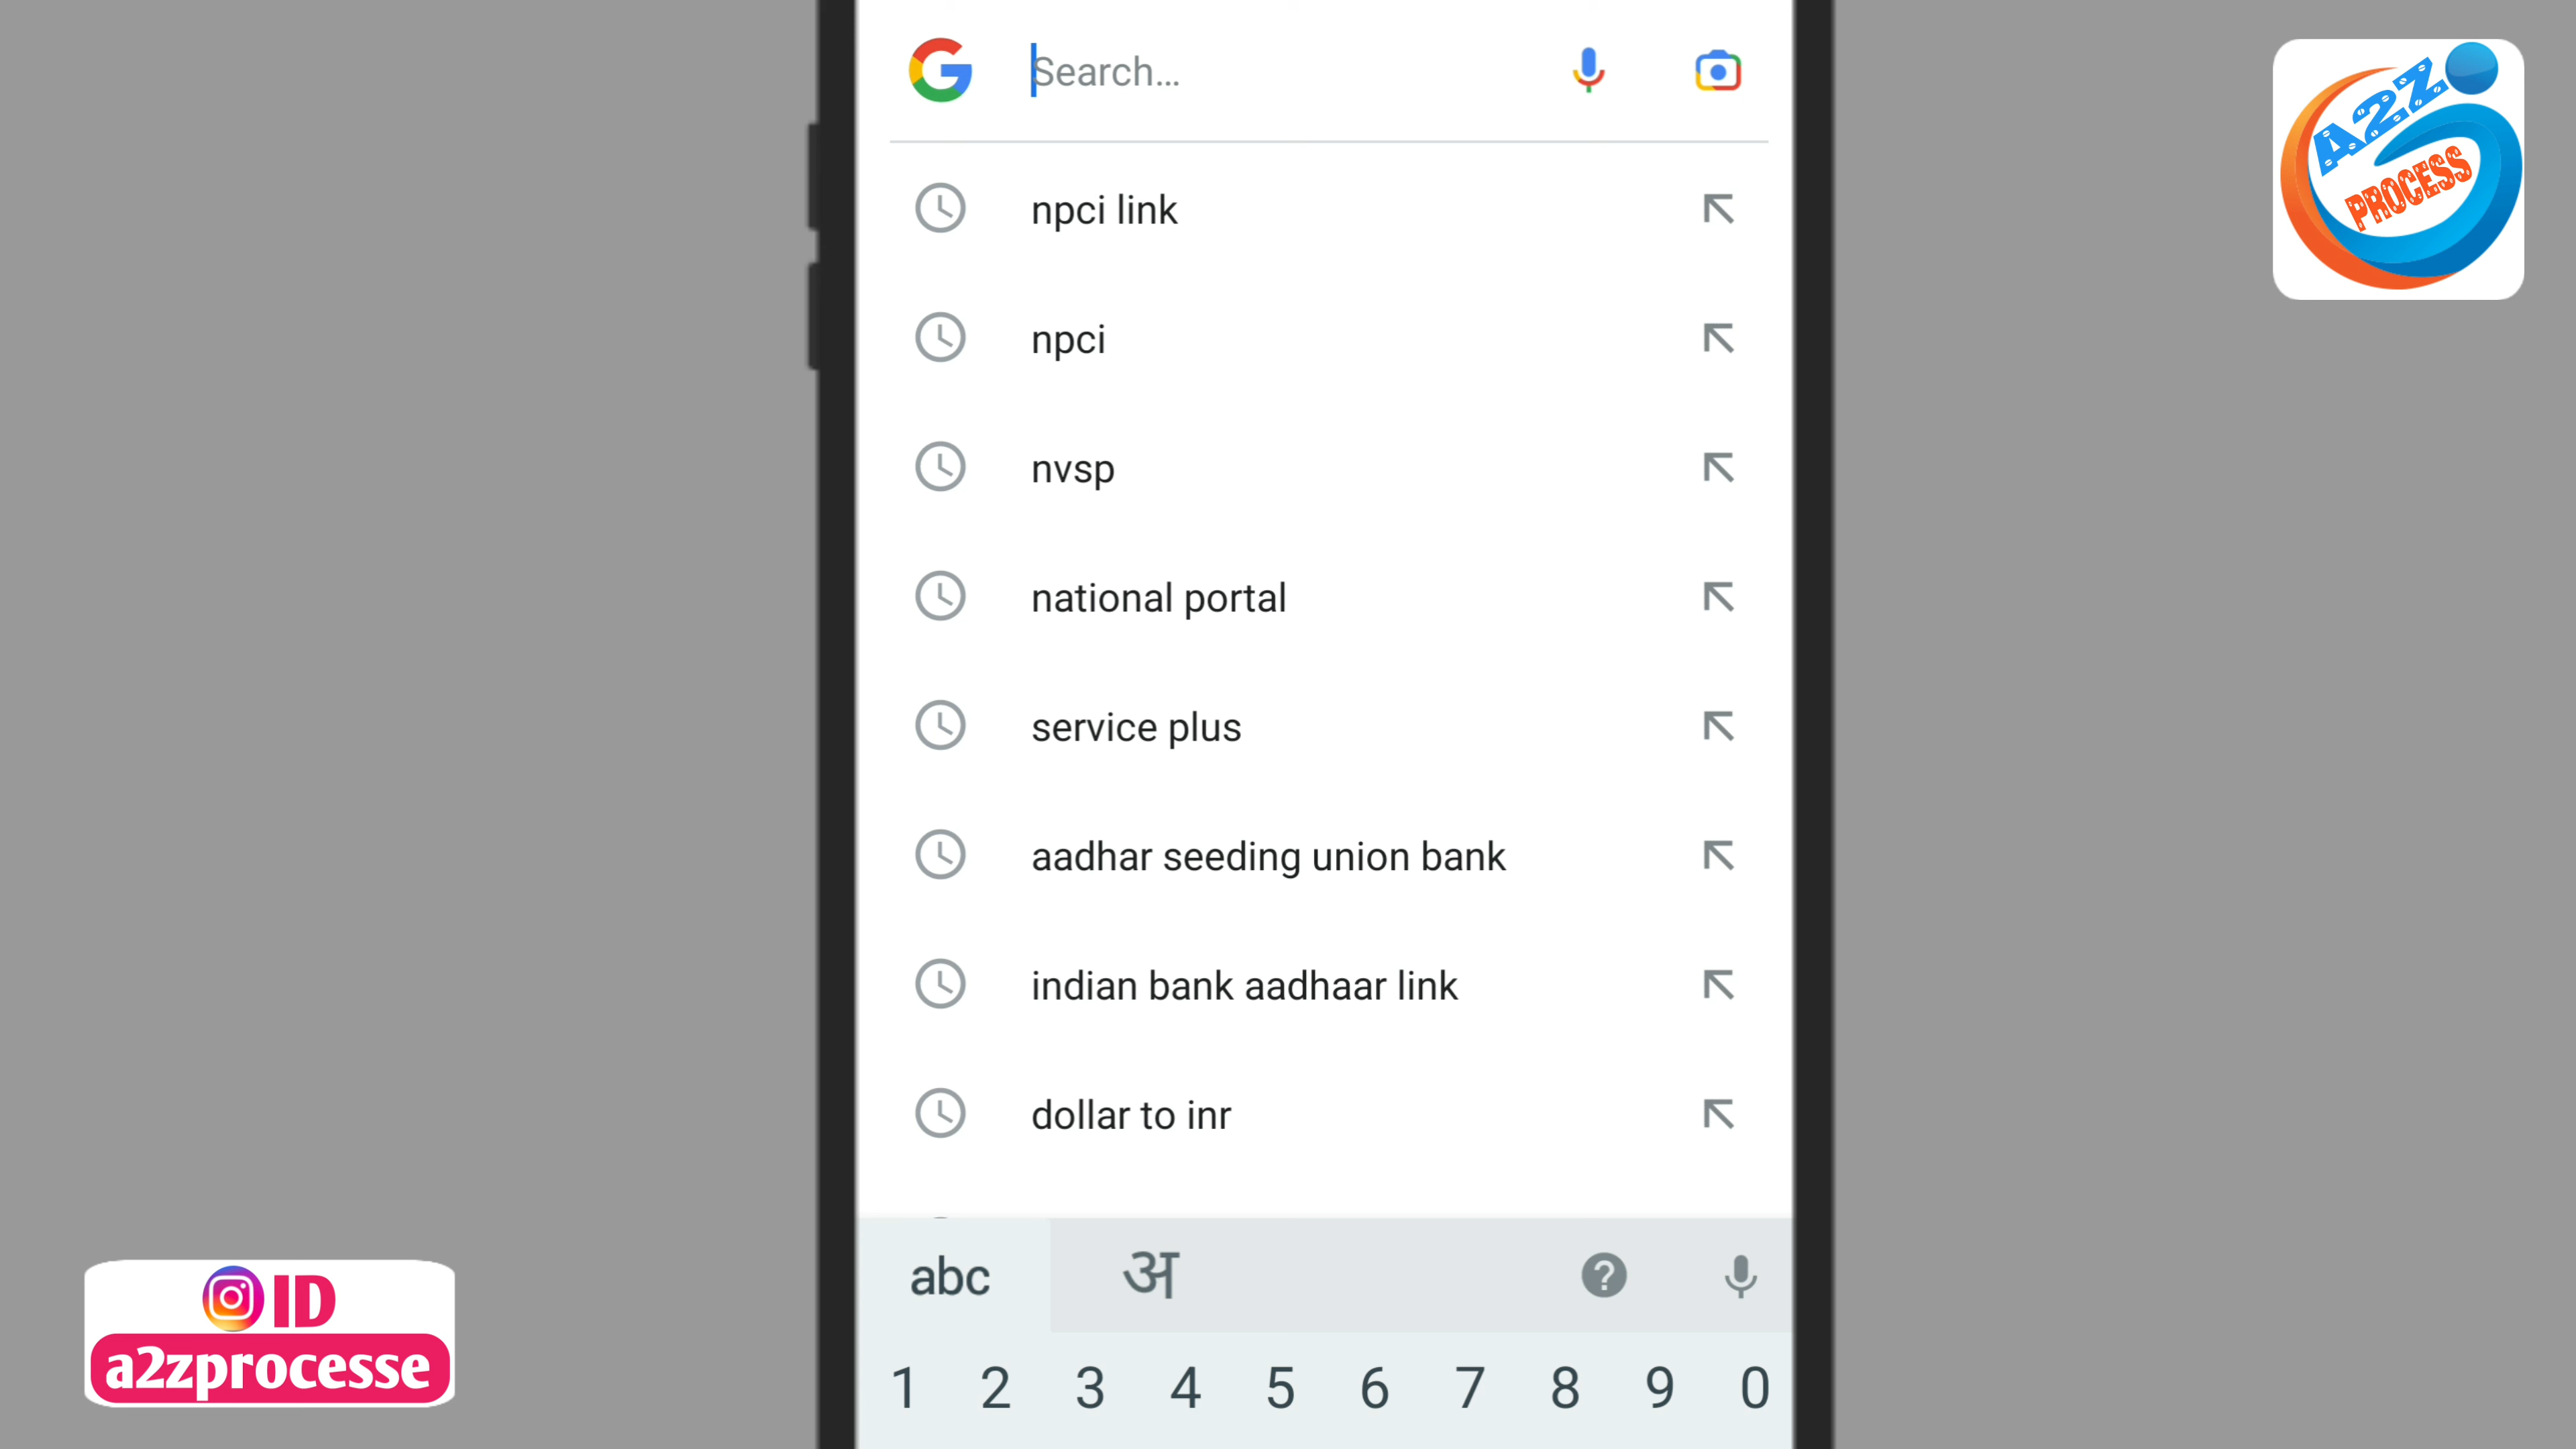 Search...
npci link
npci
nvsp
national portal
service plus
aadhar seeding union bank
indian bank aadhaar link
dollar to inr
abc अ ?
1 2 3 4 5 6 7 8 9 0
A2Z
PROCESS
ID
a2zprocesse